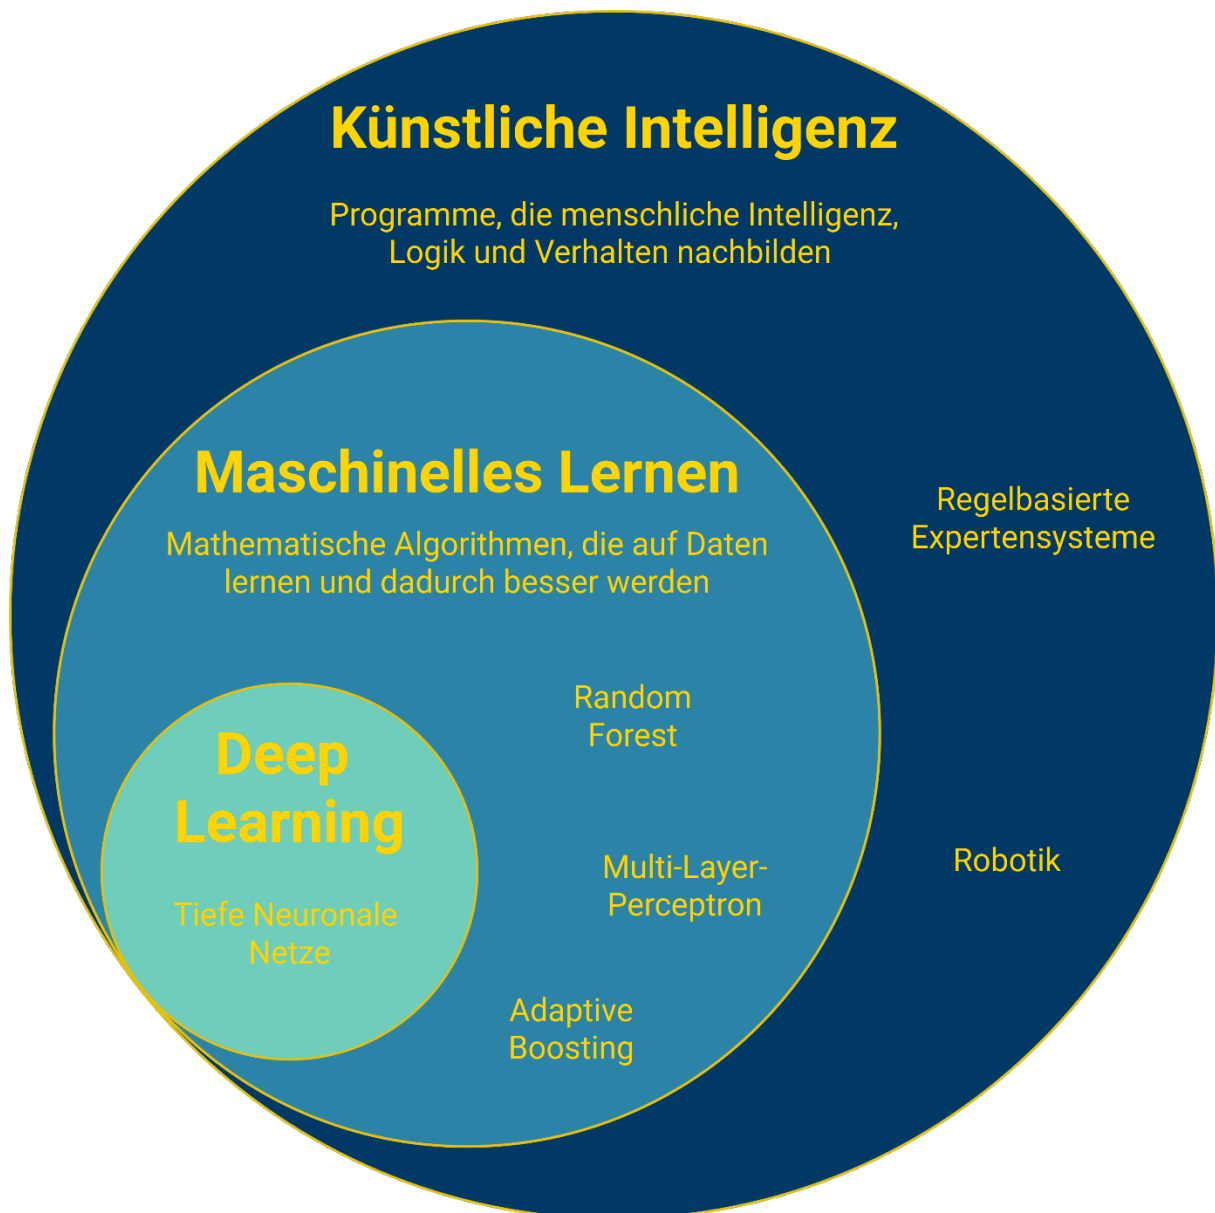 Künstliche Intelligenz
Programme, die menschliche Intelligenz,
Logik und Verhalten nachbilden
Maschinelles Lernen
Mathematische Algorithmen, die auf Daten
lernen und dadurch besser werden
Regelbasierte
Expertensysteme
Random
Forest
Deep
Learning
Multi-Layer-
Perceptron
Robotik
Tiefe Neuronale
Netze
Adaptive
Boosting